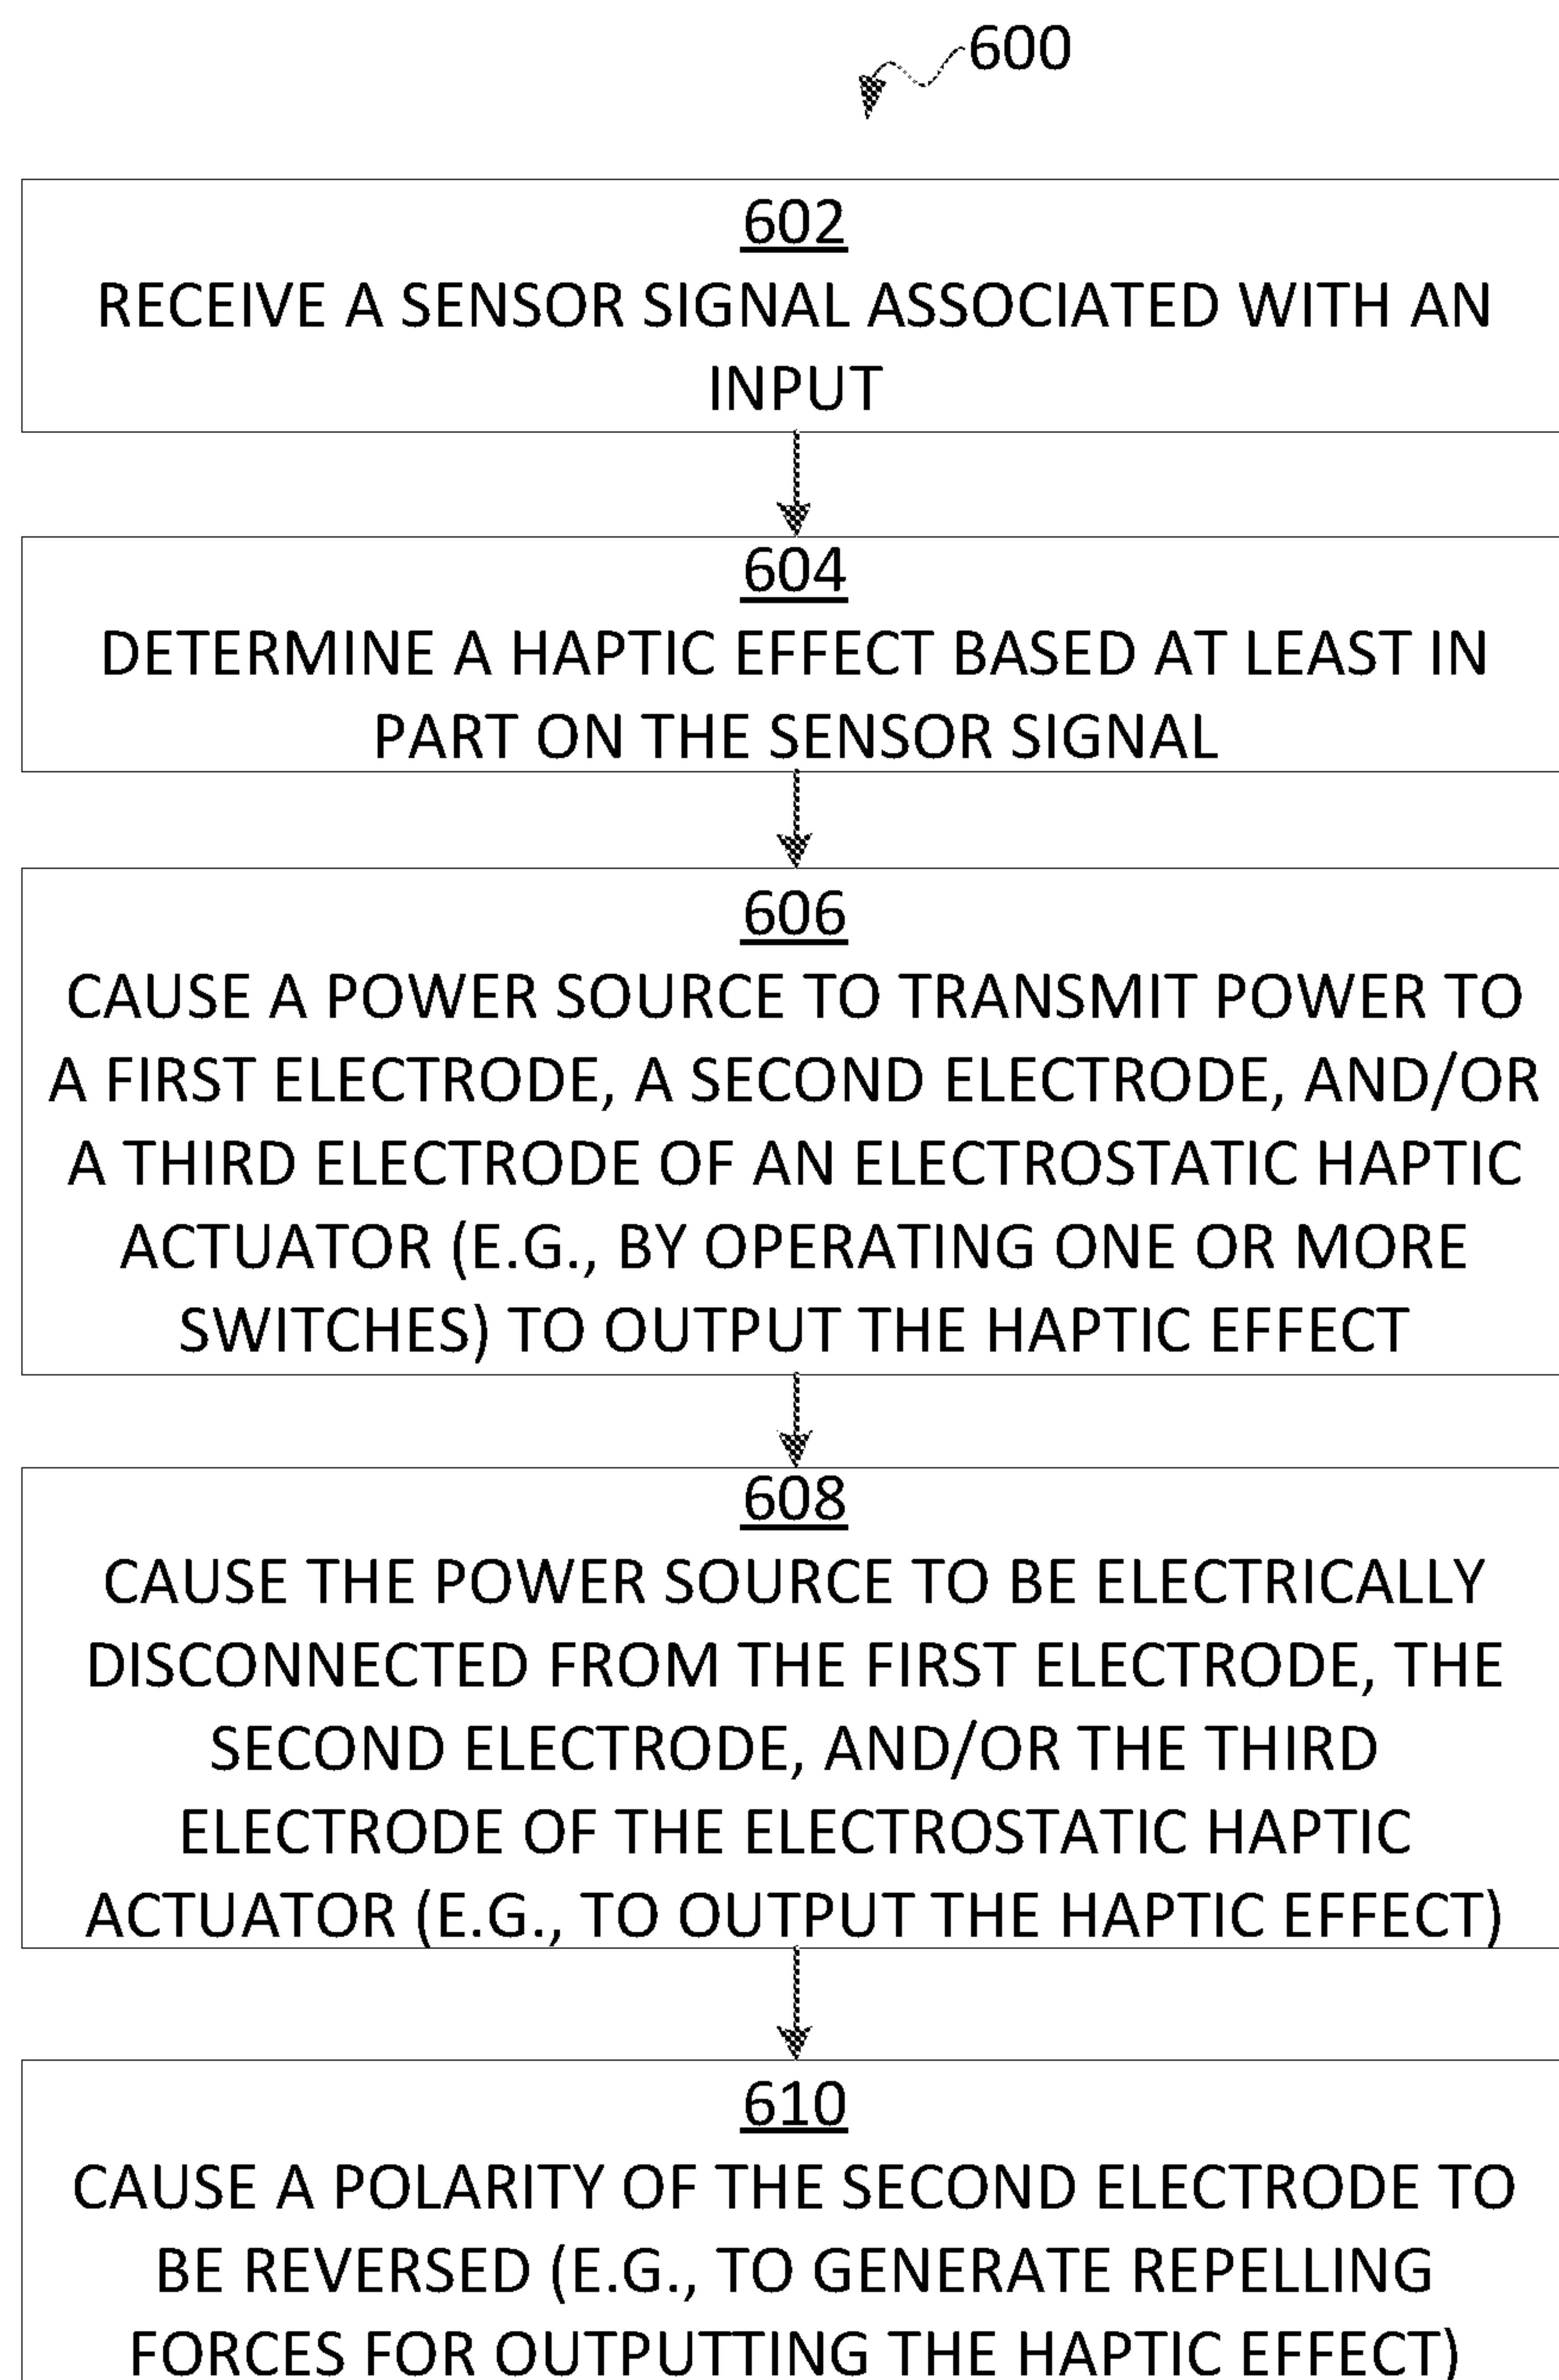 600
602
RECEIVE A SENSOR SIGNAL ASSOCIATED WITH AN
INPUT
604
DETERMINE A HAPTIC EFFECT BASED AT LEAST IN
PART ON THE SENSOR SIGNAL
606
CAUSE A POWER SOURCE TO TRANSMIT POWER TO
A FIRST ELECTRODE, A SECOND ELECTRODE, AND/OR
A THIRD ELECTRODE OF AN ELECTROSTATIC HAPTIC
ACTUATOR (E.G., BY OPERATING ONE OR MORE
SWITCHES) TO OUTPUT THE HAPTIC EFFECT
608
CAUSE THE POWER SOURCE TO BE ELECTRICALLY
DISCONNECTED FROM THE FIRST ELECTRODE, THE
SECOND ELECTRODE, AND/OR THE THIRD
ELECTRODE OF THE ELECTROSTATIC HAPTIC
ACTUATOR (E.G., TO OUTPUT THE HAPTIC EFFECT)
610
CAUSE A POLARITY OF THE SECOND ELECTRODE TO
BE REVERSED (E.G., TO GENERATE REPELLING
FORCES FOR OUTPUTTING THE HAPTIC EFFECT)